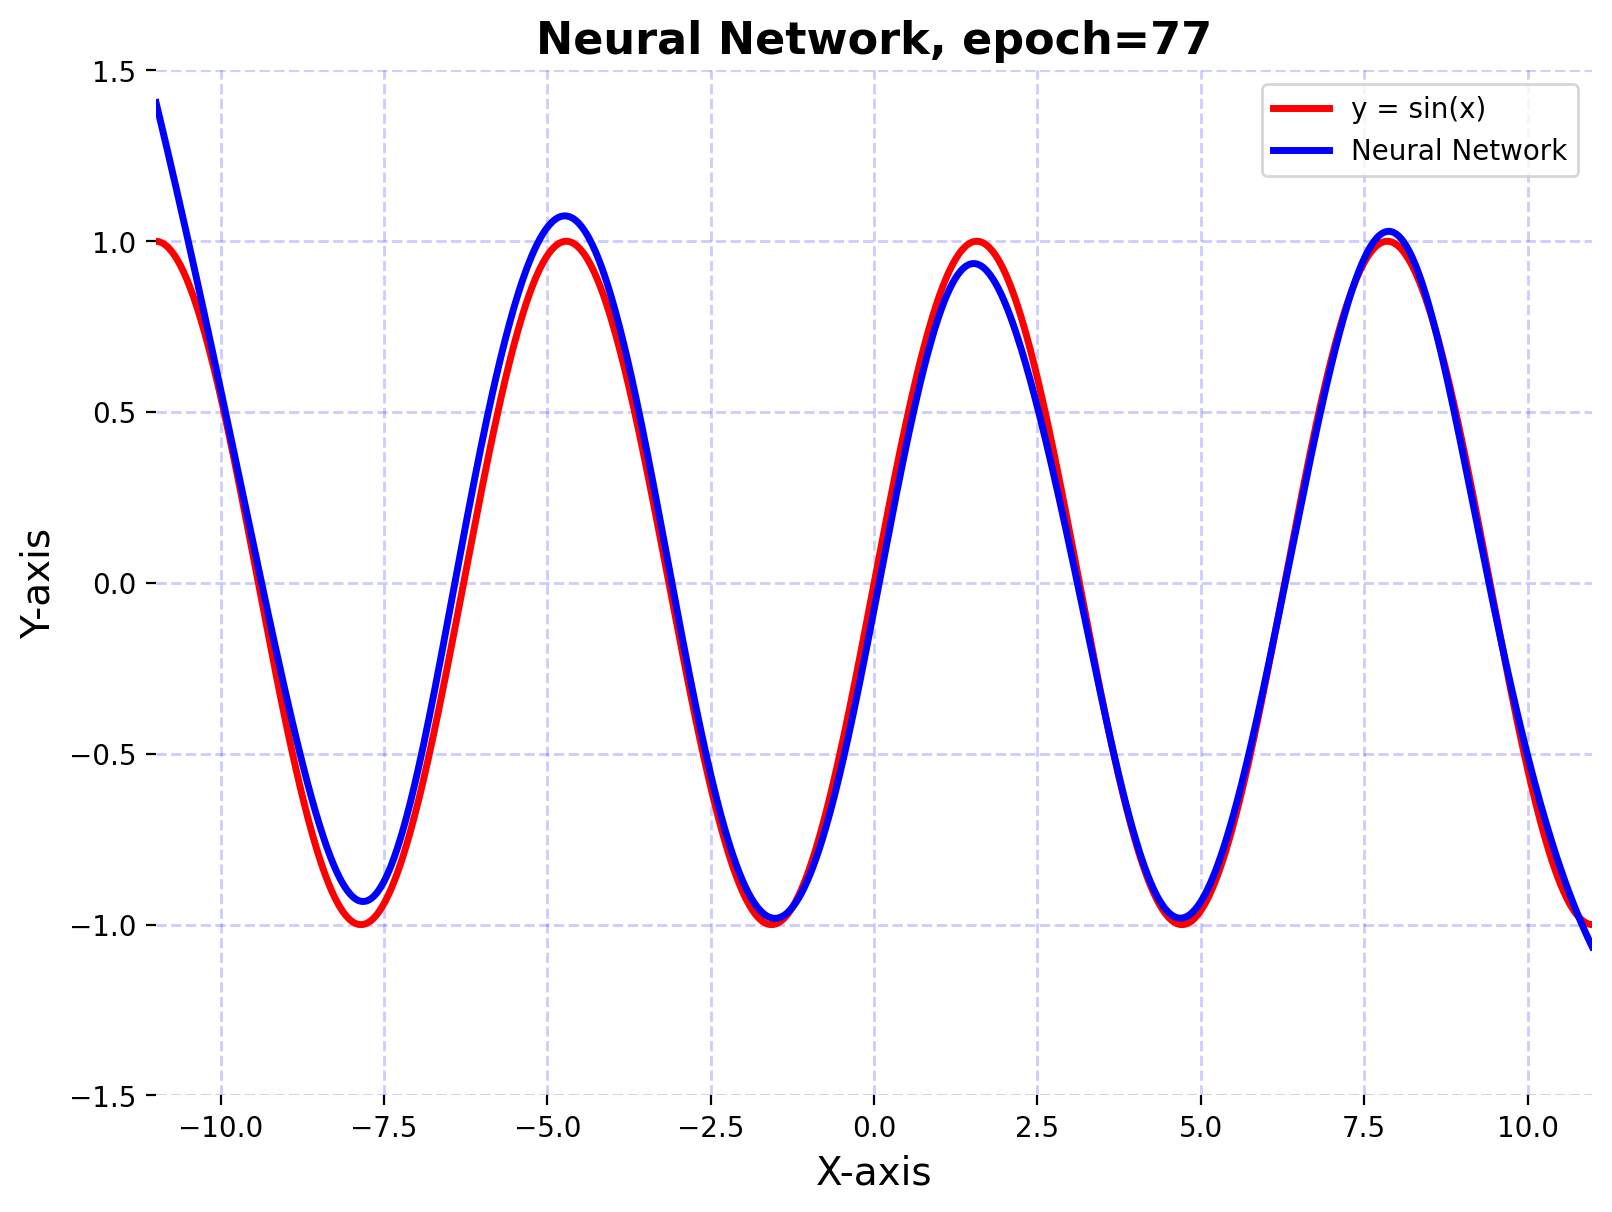 Neural Network, epoch=77
y = sin(x)
Neural Network
Y-axis
1.5
1.0
0.5
0.0
−0.5
−1.0
−1.5
−10.0 −7.5 −5.0 −2.5 0.0 2.5 5.0 7.5 10.0
X-axis